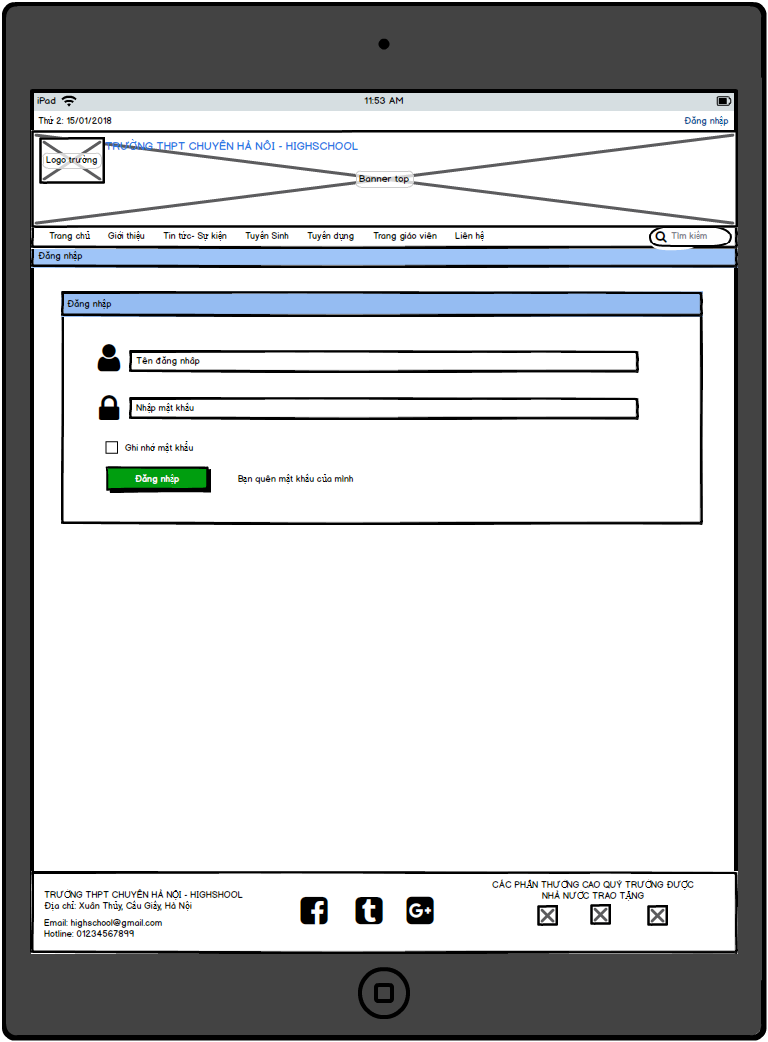 iPad
11:53 AM
Thứ 2: 15/01/2018
Đăng nhập
TRƯỜNG THPT CHUYÊN HÀ NỘI - HIGHSCHOOL
Logo trường
Banner top
Trang chủ Giới thiệu Tin tức- Sự kiện Tuyển Sinh Tuyển dụng Trang giáo viên Liên hệ Tìm kiếm
Đăng nhập
Đăng nhập
Tên đăng nhập
Nhập mật khẩu
Ghi nhớ mật khẩu
Đăng nhập Bạn quên mật khẩu của mình
TRƯỜNG THPT CHUYÊN HÀ NỘI - HIGHSHOOL
Địa chỉ: Xuân Thủy, Cầu Giấy, Hà Nội
Email: highschool@gmail.com
Hotline: 01234567899
CÁC PHẦN THƯỞNG CAO QUÝ TRƯỜNG ĐƯỢC
NHÀ NƯỚC TRAO TẶNG